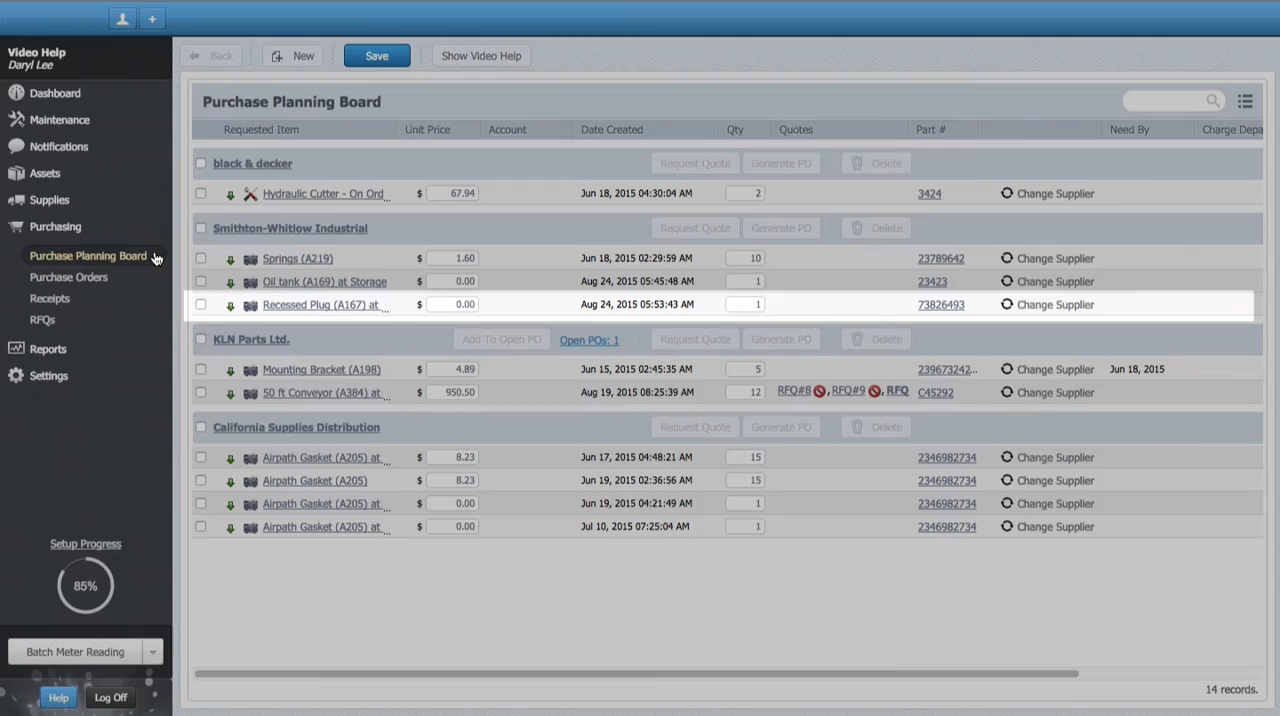 Video Help
Daryl Lee
Dashboard
Maintenance
Notifications
Assets
Supplies
Purchasing
Purchase Planning Board
Purchase Orders
Receipts
RFQs
Reports
Settings
Setup Progress
85%
Batch Meter Reading
Help Log Off
Back New Save Show Video Help
Purchase Planning Board
Requested Item Unit Price Account Date Created Qty Quotes Part # Need By Charge Depa
black & decker Request Quote Generate PO Delete
Hydraulic Cutter - On Ord... $ 67.94 Jun 18, 2015 04:30:04 AM 2 3424 Change Supplier
Smithton-Whitlow Industrial Request Quote Generate PO Delete
Springs (A219) $ 1.60 Jun 18, 2015 02:29:59 AM 10 23789642 Change Supplier
Oil tank (A169) at Storage $ 0.00 Aug 24, 2015 05:45:48 AM 1 23423 Change Supplier
Recessed Plug (A167) at ... $ 0.00 Aug 24, 2015 05:53:43 AM 1 73826493 Change Supplier
KLN Parts Ltd. Add To Open PO Open POs: 1 Request Quote Generate PO Delete
Mounting Bracket (A198) $ 4.89 Jun 15, 2015 02:45:35 AM 5 239673242... Change Supplier Jun 18, 2015
50 ft Conveyor (A384) at ... $ 950.50 Aug 19, 2015 08:25:39 AM 12 RFQ#8 , RFQ#9 , RFQ C45292 Change Supplier
California Supplies Distribution Request Quote Generate PO Delete
Airpath Gasket (A205) at ... $ 8.23 Jun 17, 2015 04:48:21 AM 15 2346982734 Change Supplier
Airpath Gasket (A205) $ 8.23 Jun 19, 2015 02:36:56 AM 15 2346982734 Change Supplier
Airpath Gasket (A205) at ... $ 0.00 Jun 19, 2015 04:21:49 AM 1 2346982734 Change Supplier
Airpath Gasket (A205) at ... $ 0.00 Jul 10, 2015 07:25:04 AM 1 2346982734 Change Supplier
14 records.